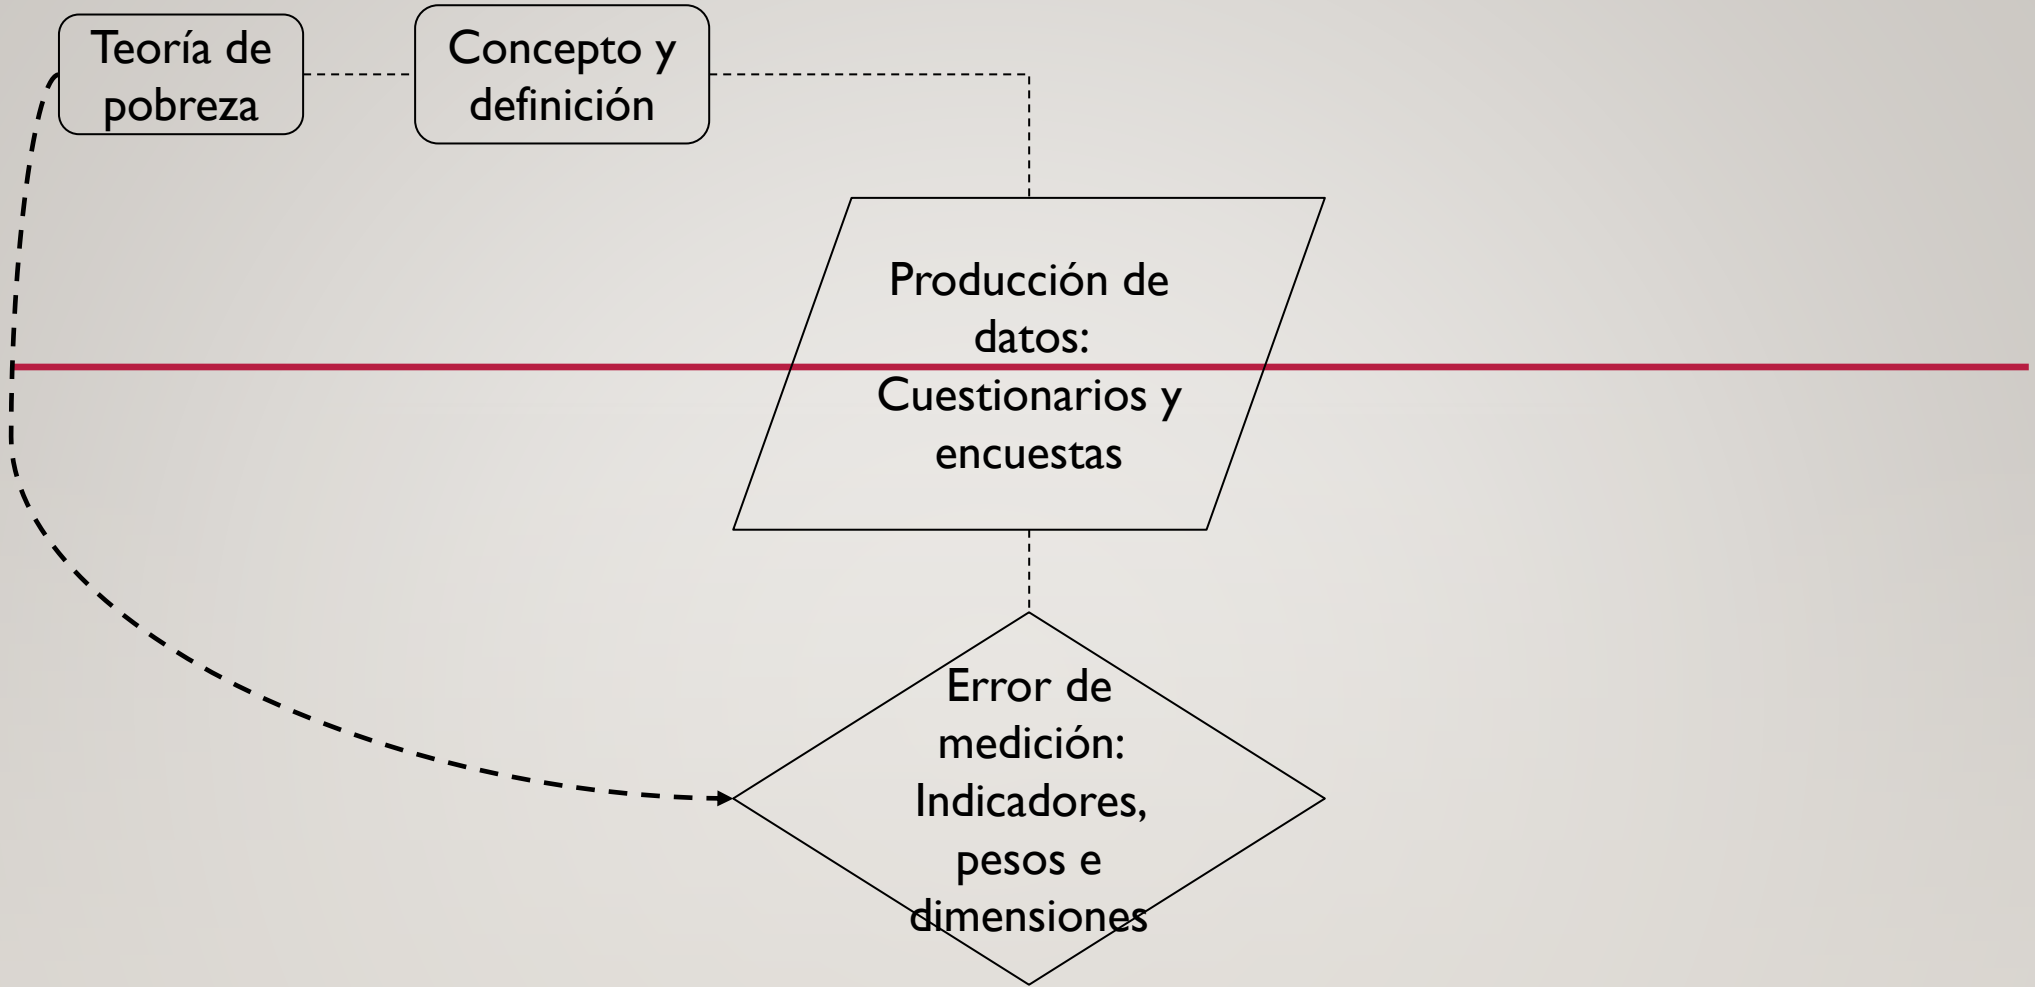 Teoría de
pobreza
Concepto y
definición
Producción de
datos:
Cuestionarios y
encuestas
Error de
medición:
Indicadores,
pesos e
dimensiones